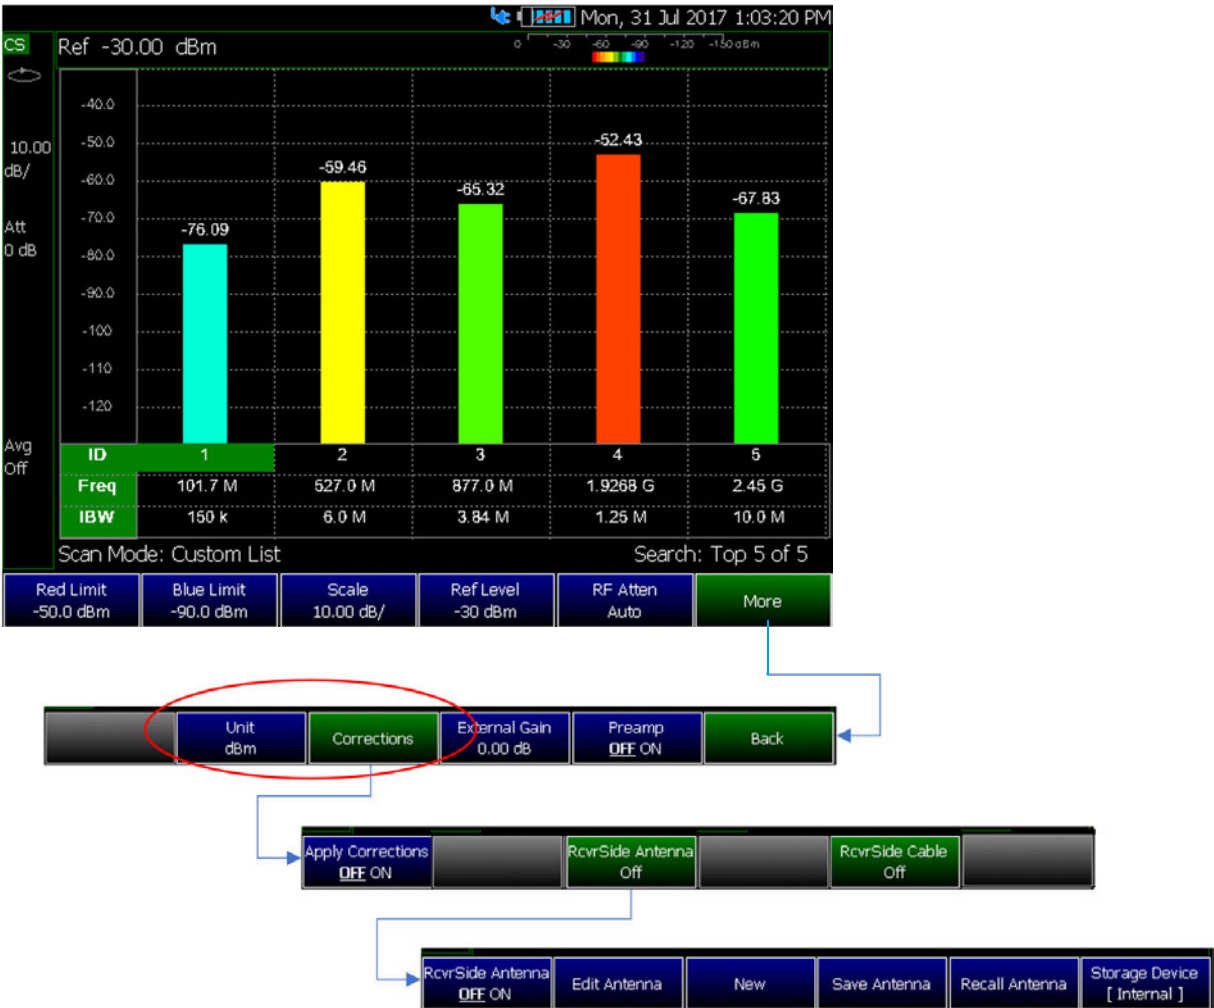 Mon, 31 Jul 2017 1:03:20 PM
CS
Ref -30.00 dBm
0 -30 -60 -90 -120 -150 dBm
10.00
dB/
Att
0 dB
Avg
Off
-40.0
-50.0
-60.0
-70.0
-80.0
-90.0
-100
-110
-120
-76.09
-59.46
-65.32
-52.43
-67.83
ID 1 2 3 4 5
Freq 101.7 M 527.0 M 877.0 M 1.9268 G 2.45 G
IBW 150 k 6.0 M 3.84 M 1.25 M 10.0 M
Scan Mode: Custom List Search: Top 5 of 5
Red Limit
-50.0 dBm
Blue Limit
-90.0 dBm
Scale
10.00 dB/
Ref Level
-30 dBm
RF Atten
Auto
More
Unit
dBm
Corrections
External Gain
0.00 dB
Preamp
OFF ON
Back
Apply Corrections
OFF ON
RcvrSide Antenna
Off
RcvrSide Cable
Off
RcvrSide Antenna
OFF ON
Edit Antenna
New
Save Antenna
Recall Antenna
Storage Device
[ Internal ]